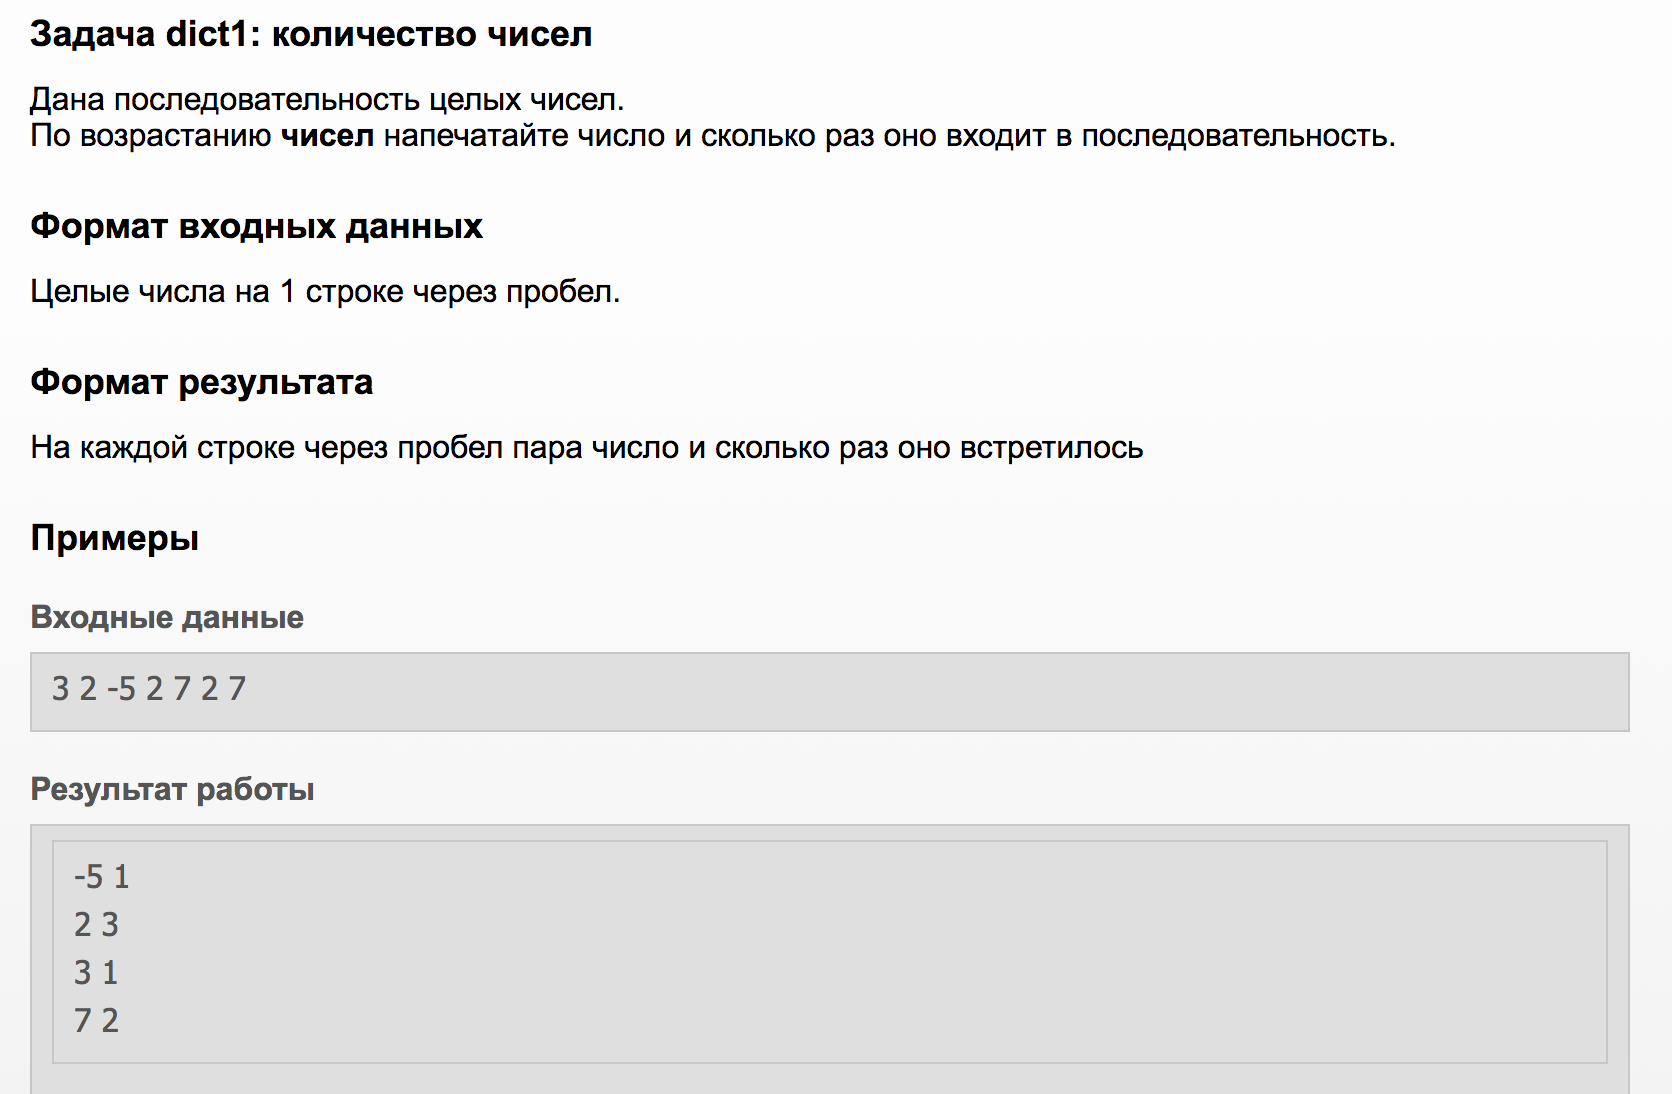 Задача dict1: количество чисел
Дана последовательность целых чисел.
По возрастанию чисел напечатайте число и сколько раз оно входит в последовательность.
Формат входных данных
Целые числа на 1 строке через пробел.
Формат результата
На каждой строке через пробел пара число и сколько раз оно встретилось
Примеры
Входные данные
3 2 -5 2 7 2 7
Результат работы
-5 1
2 3
3 1
7 2